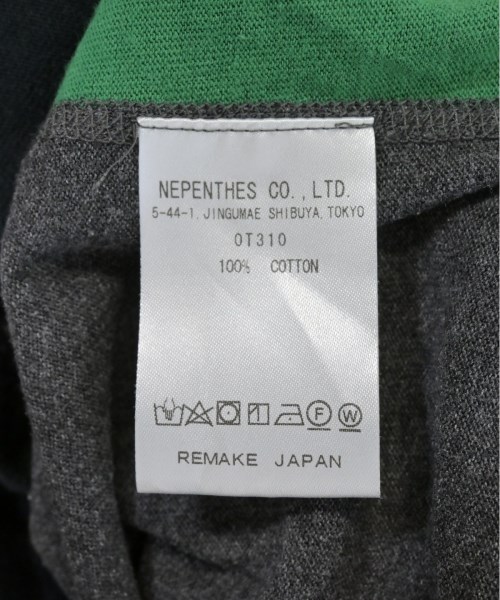 NEPENTHES CO., LTD.
5-44-1, JINGUMAE SHIBUYA, TOKYO
OT310
100% COTTON
F W
REMAKE JAPAN